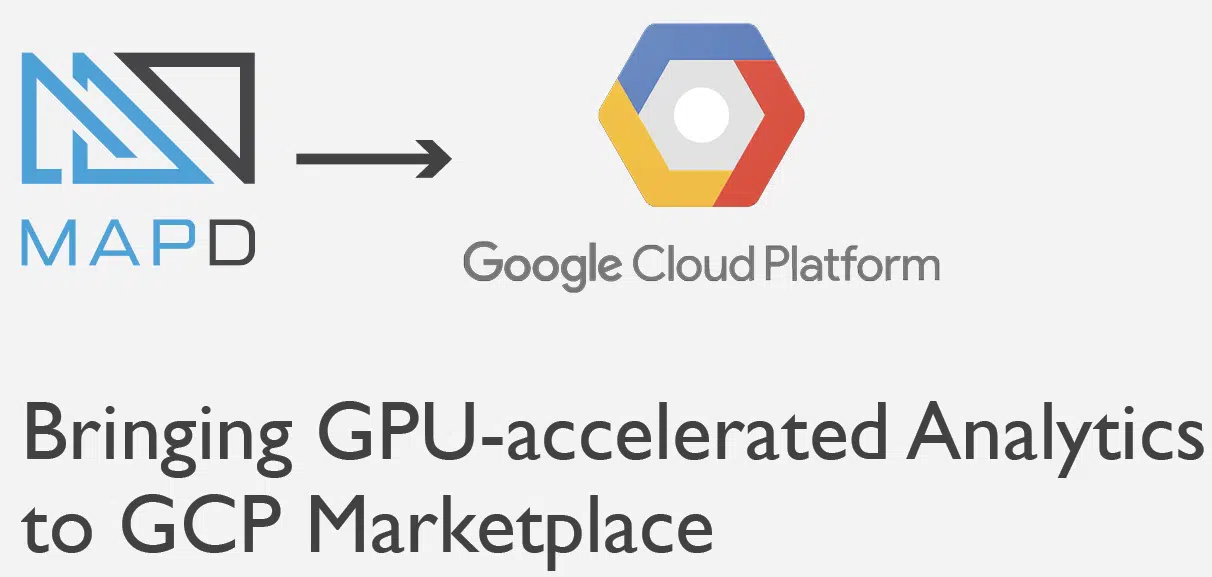 MAPD
Google Cloud Platform
Bringing GPU-accelerated Analytics
to GCP Marketplace